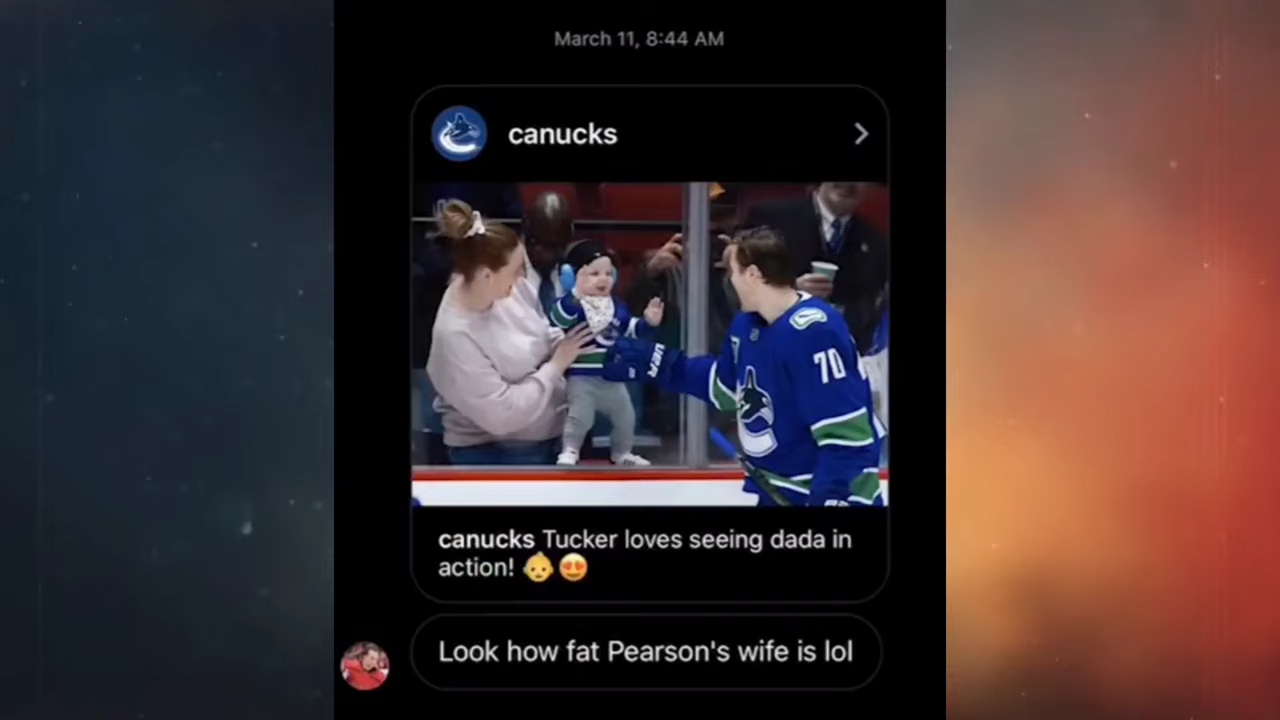 March 11, 8:44 AM
canucks
70
canucks Tucker loves seeing dada in
action! 👶😍
Look how fat Pearson's wife is lol